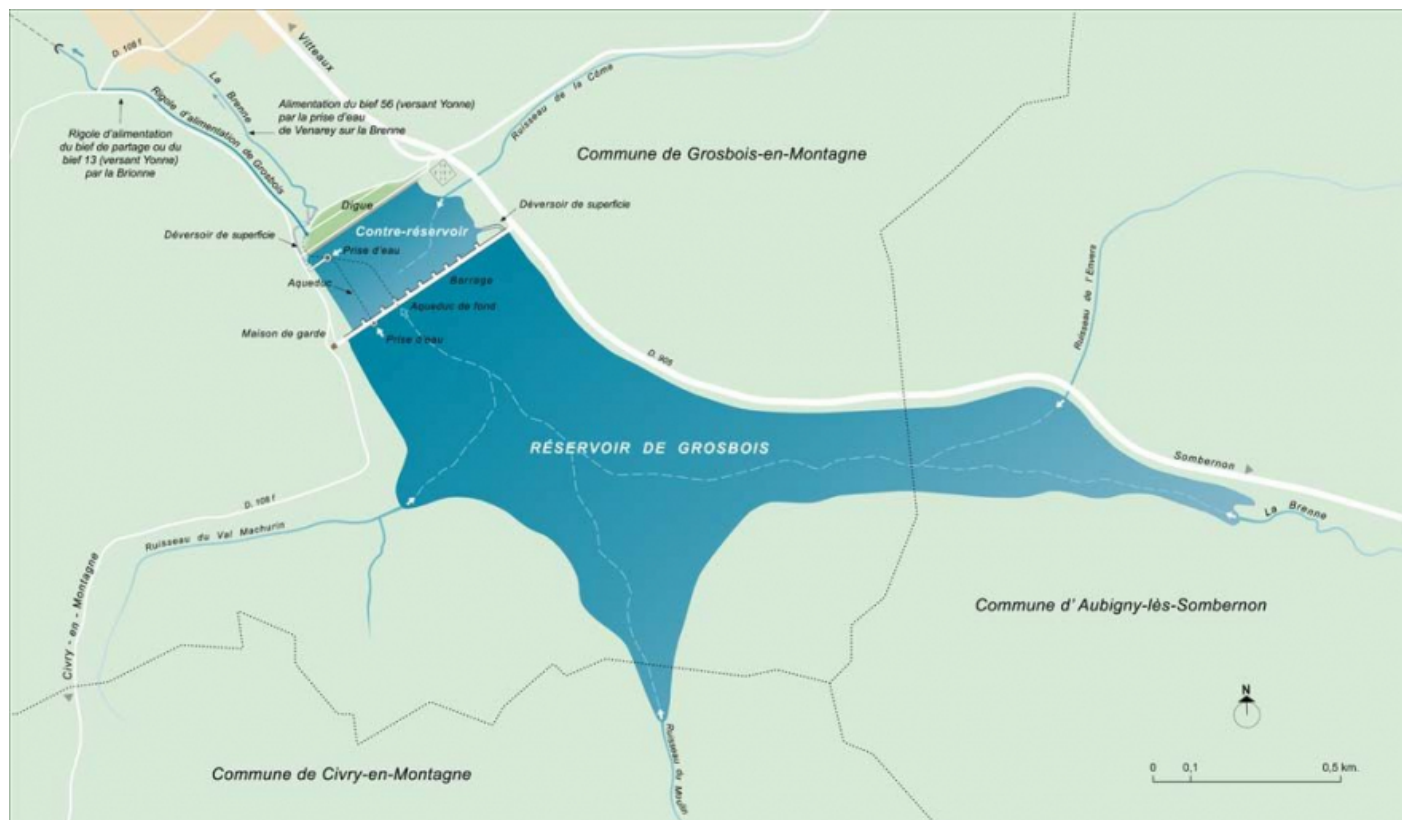 D. 108 f
Vitteaux
La Brenne
Ruisseau de la Côme
Rigole d'alimentation de Grosbois
Alimentation du bief 56 (versant Yonne)
par la prise d'eau
de Venarey sur la Brenne
Rigole d'alimentation
du bief de partage ou du
bief 13 (versant Yonne)
par la Brionne
Commune de Grosbois-en-Montagne
Digue
Déversoir de superficie
Déversoir de superficie
Contre-réservoir
Prise d'eau
Aqueduc
Barrage
Aqueduc de fond
Maison de garde
Prise d'eau
Ruisseau de l'Envers
D. 905
RÉSERVOIR DE GROSBOIS
Sombernon
La Brenne
D. 108 f
Ruisseau du Val Machurin
Civry - en - Montagne
Commune d' Aubigny-lès-Sombernon
N
Ruisseau du Moulin
Commune de Civry-en-Montagne
0 0,1 0,5 km.